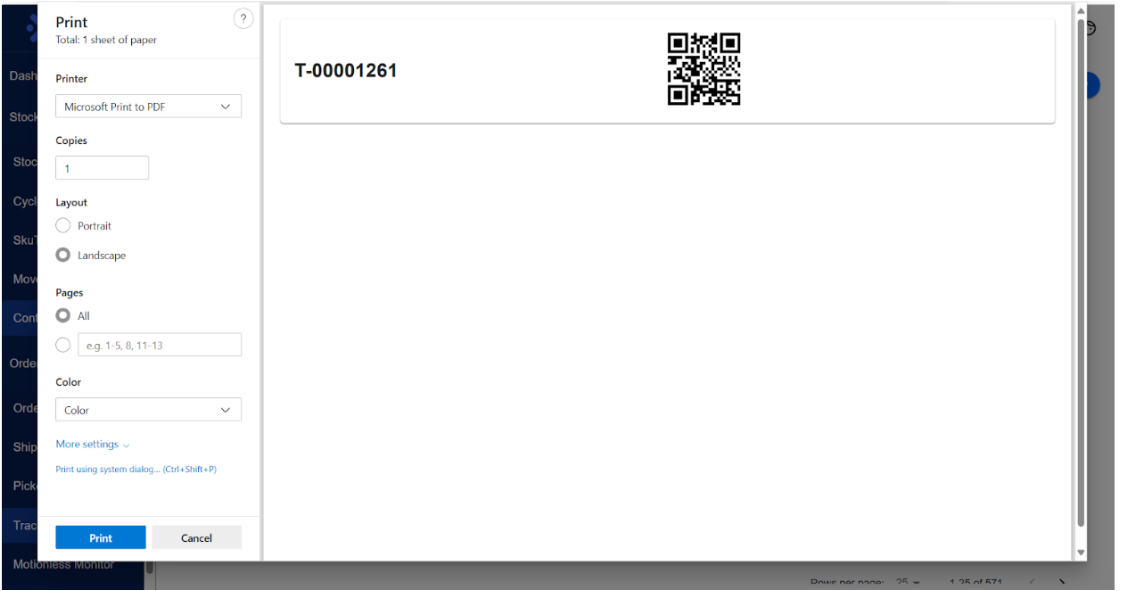 Print
Total: 1 sheet of paper
?
Printer
Microsoft Print to PDF
Copies
1
Layout
Portrait
Landscape
Pages
All
e.g. 1-5, 8, 11-13
Color
Color
More settings
Print using system dialog... (Ctrl+Shift+P)
Print
Cancel
T-00001261
Dash
Stock
Stoc
Cycl
SkuT
Move
Conf
Orde
Orde
Ship
Pick
Trac
Motionless Monitor
Rows per page: 25
1-25 of 571